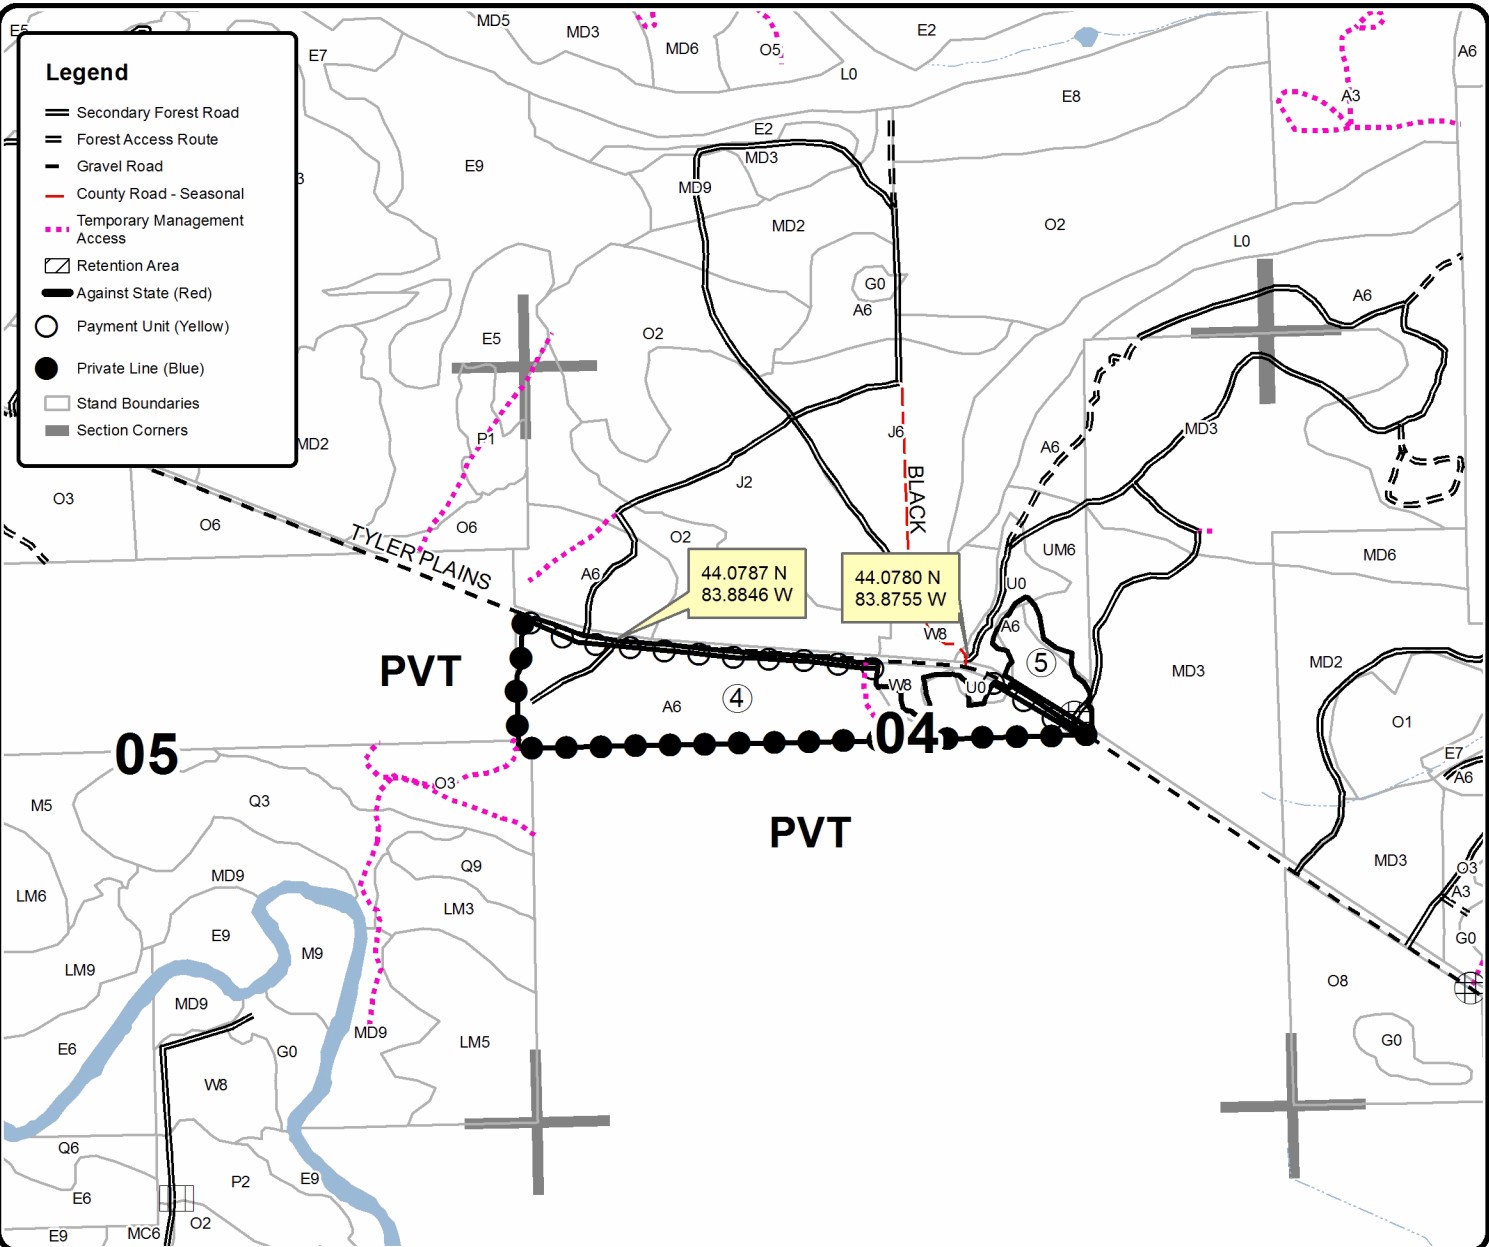 E5
MD5
MD3
MD6
O5
E2
A6
E7
L0
E8
A3
Legend
Secondary Forest Road
Forest Access Route
Gravel Road
County Road - Seasonal
Temporary Management
Access
Retention Area
Against State (Red)
Payment Unit (Yellow)
Private Line (Blue)
Stand Boundaries
Section Corners
3
E9
E2
MD3
MD9
MD2
O2
L0
G0
A6
A6
E5
O2
MD2
P1
J6
A6
MD3
J2
BLACK
O3
O6
O6
TYLER PLAINS
O2
UM6
MD6
A6
44.0787 N
83.8846 W
44.0780 N
83.8755 W
U0
A6
W8
PVT
5
MD3
MD2
W8
U0
4
A6
O1
04
05
E7
A6
O3
M5
Q3
PVT
Q9
MD9
MD3
O3
A3
LM6
LM3
E9
M9
G0
LM9
O8
MD9
MD9
LM5
G0
E6
G0
W8
Q6
E9
P2
E6
O2
MC6
E9